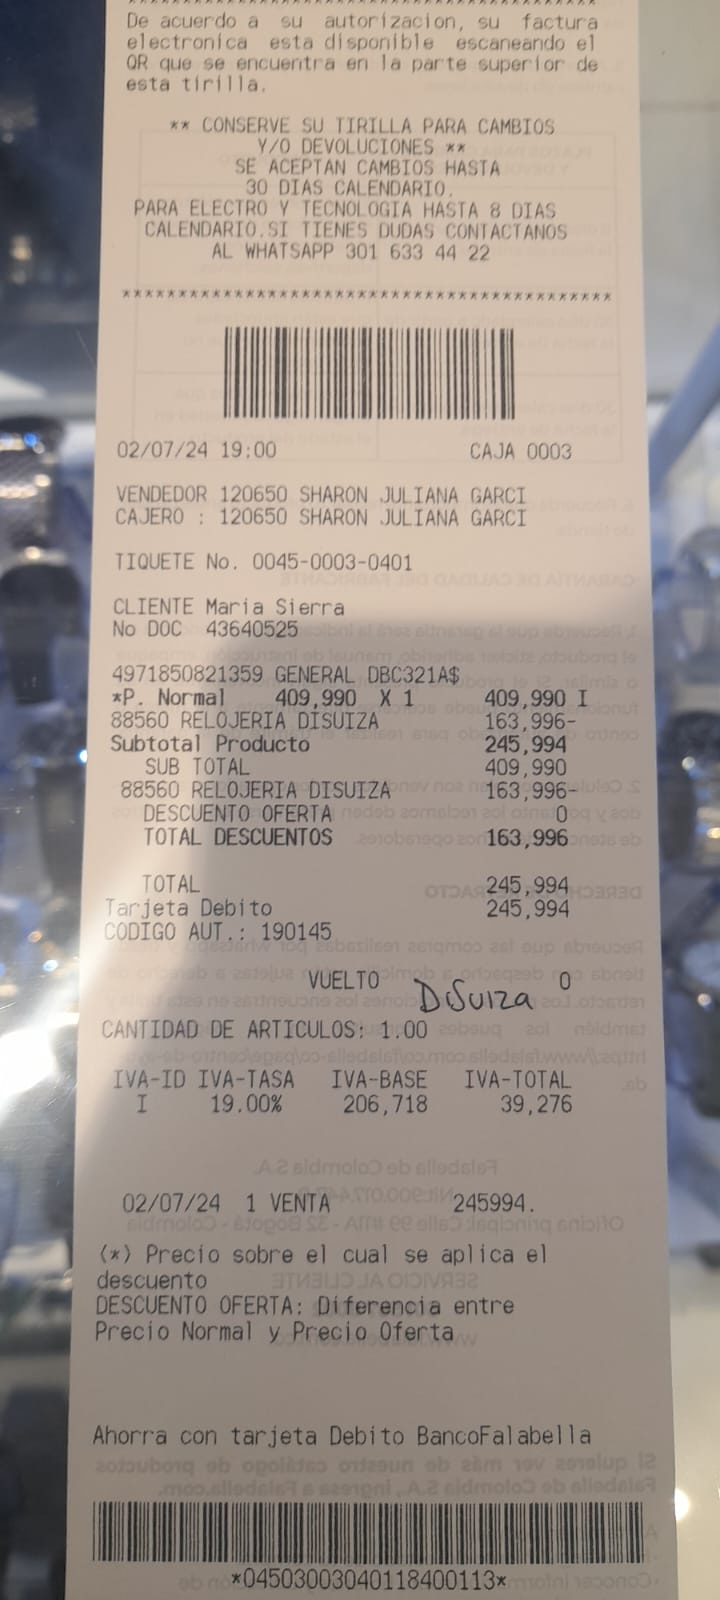 De acuerdo a su autorizacion, su factura
electronica esta disponible escaneando el
QR que se encuentra en la parte superior de
esta tirilla.
** CONSERVE SU TIRILLA PARA CAMBIOS
Y/O DEVOLUCIONES **
SE ACEPTAN CAMBIOS HASTA
30 DIAS CALENDARIO.
PARA ELECTRO Y TECNOLOGIA HASTA 8 DIAS
CALENDARIO.SI TIENES DUDAS CONTACTANOS
AL WHATSAPP 301 633 44 22
02/07/24 19:00 CAJA 0003
VENDEDOR 120650 SHARON JULIANA GARCI
CAJERO : 120650 SHARON JULIANA GARCI
TIQUETE No. 0045-0003-0401
CLIENTE Maria Sierra
No DOC 43640525
4971850821359 GENERAL DBC321A$
*P. Normal 409,990 X 1 409,990 I
88560 RELOJERIA DISUIZA 163,996-
Subtotal Producto 245,994
SUB TOTAL 409,990
88560 RELOJERIA DISUIZA 163,996-
DESCUENTO OFERTA 0
TOTAL DESCUENTOS 163,996
TOTAL 245,994
Tarjeta Debito 245,994
CODIGO AUT.: 190145
VUELTO 0
DiSuiza
CANTIDAD DE ARTICULOS: 1.00
IVA-ID IVA-TASA IVA-BASE IVA-TOTAL
I 19.00% 206,718 39,276
02/07/24 1 VENTA 245994.
(*) Precio sobre el cual se aplica el
descuento
DESCUENTO OFERTA: Diferencia entre
Precio Normal y Precio Oferta
Ahorra con tarjeta Debito BancoFalabella
*04503003040118400113*